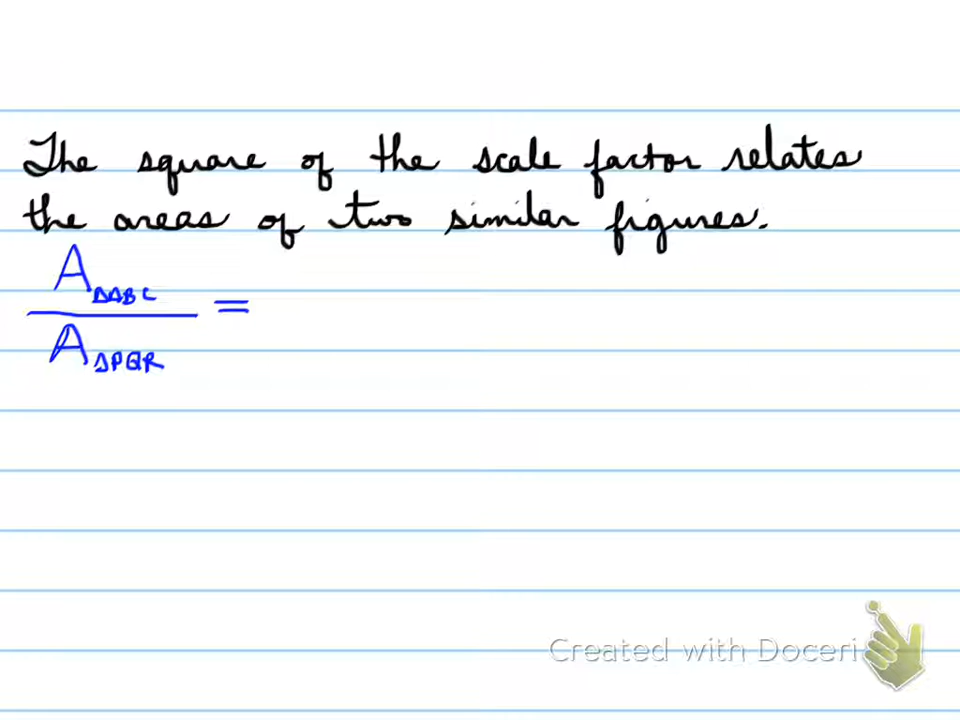 The square of the scale factor relates
the areas of two similar figures.
A△ABC
=
A△PQR
Created with Doceri